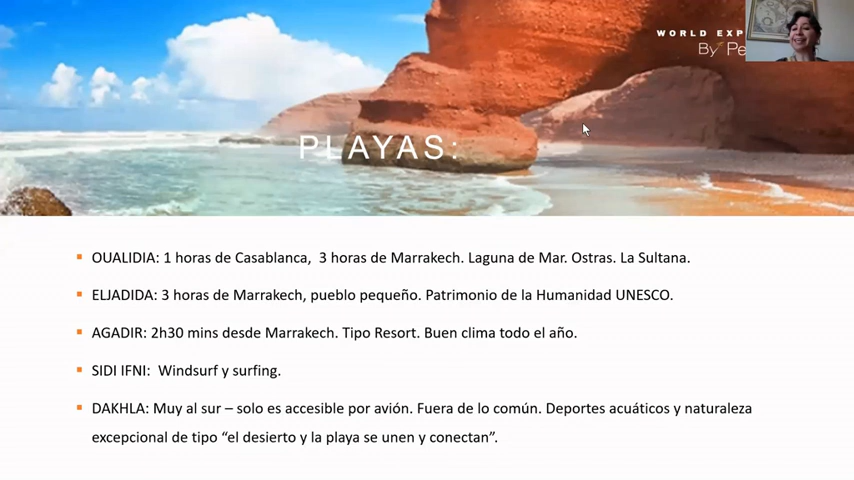 WORLD EXP
By Pe
PLAYAS:
OUALIDIA: 1 horas de Casablanca, 3 horas de Marrakech. Laguna de Mar. Ostras. La Sultana.
ELJADIDA: 3 horas de Marrakech, pueblo pequeño. Patrimonio de la Humanidad UNESCO.
AGADIR: 2h30 mins desde Marrakech. Tipo Resort. Buen clima todo el año.
SIDI IFNI: Windsurf y surfing.
DAKHLA: Muy al sur – solo es accesible por avión. Fuera de lo común. Deportes acuáticos y naturaleza
excepcional de tipo “el desierto y la playa se unen y conectan”.